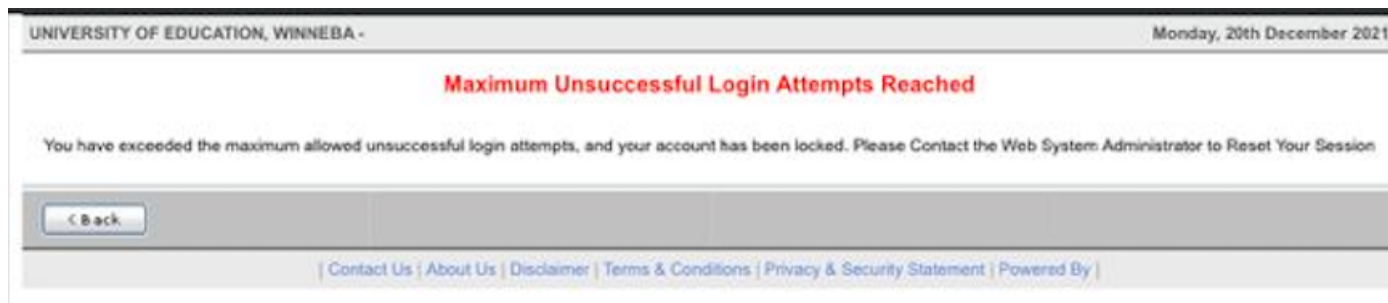 UNIVERSITY OF EDUCATION, WINNEBA - Monday, 20th December 2021
Maximum Unsuccessful Login Attempts Reached
You have exceeded the maximum allowed unsuccessful login attempts, and your account has been locked. Please Contact the Web System Administrator to Reset Your Session
< Back
| Contact Us | About Us | Disclaimer | Terms & Conditions | Privacy & Security Statement | Powered By |